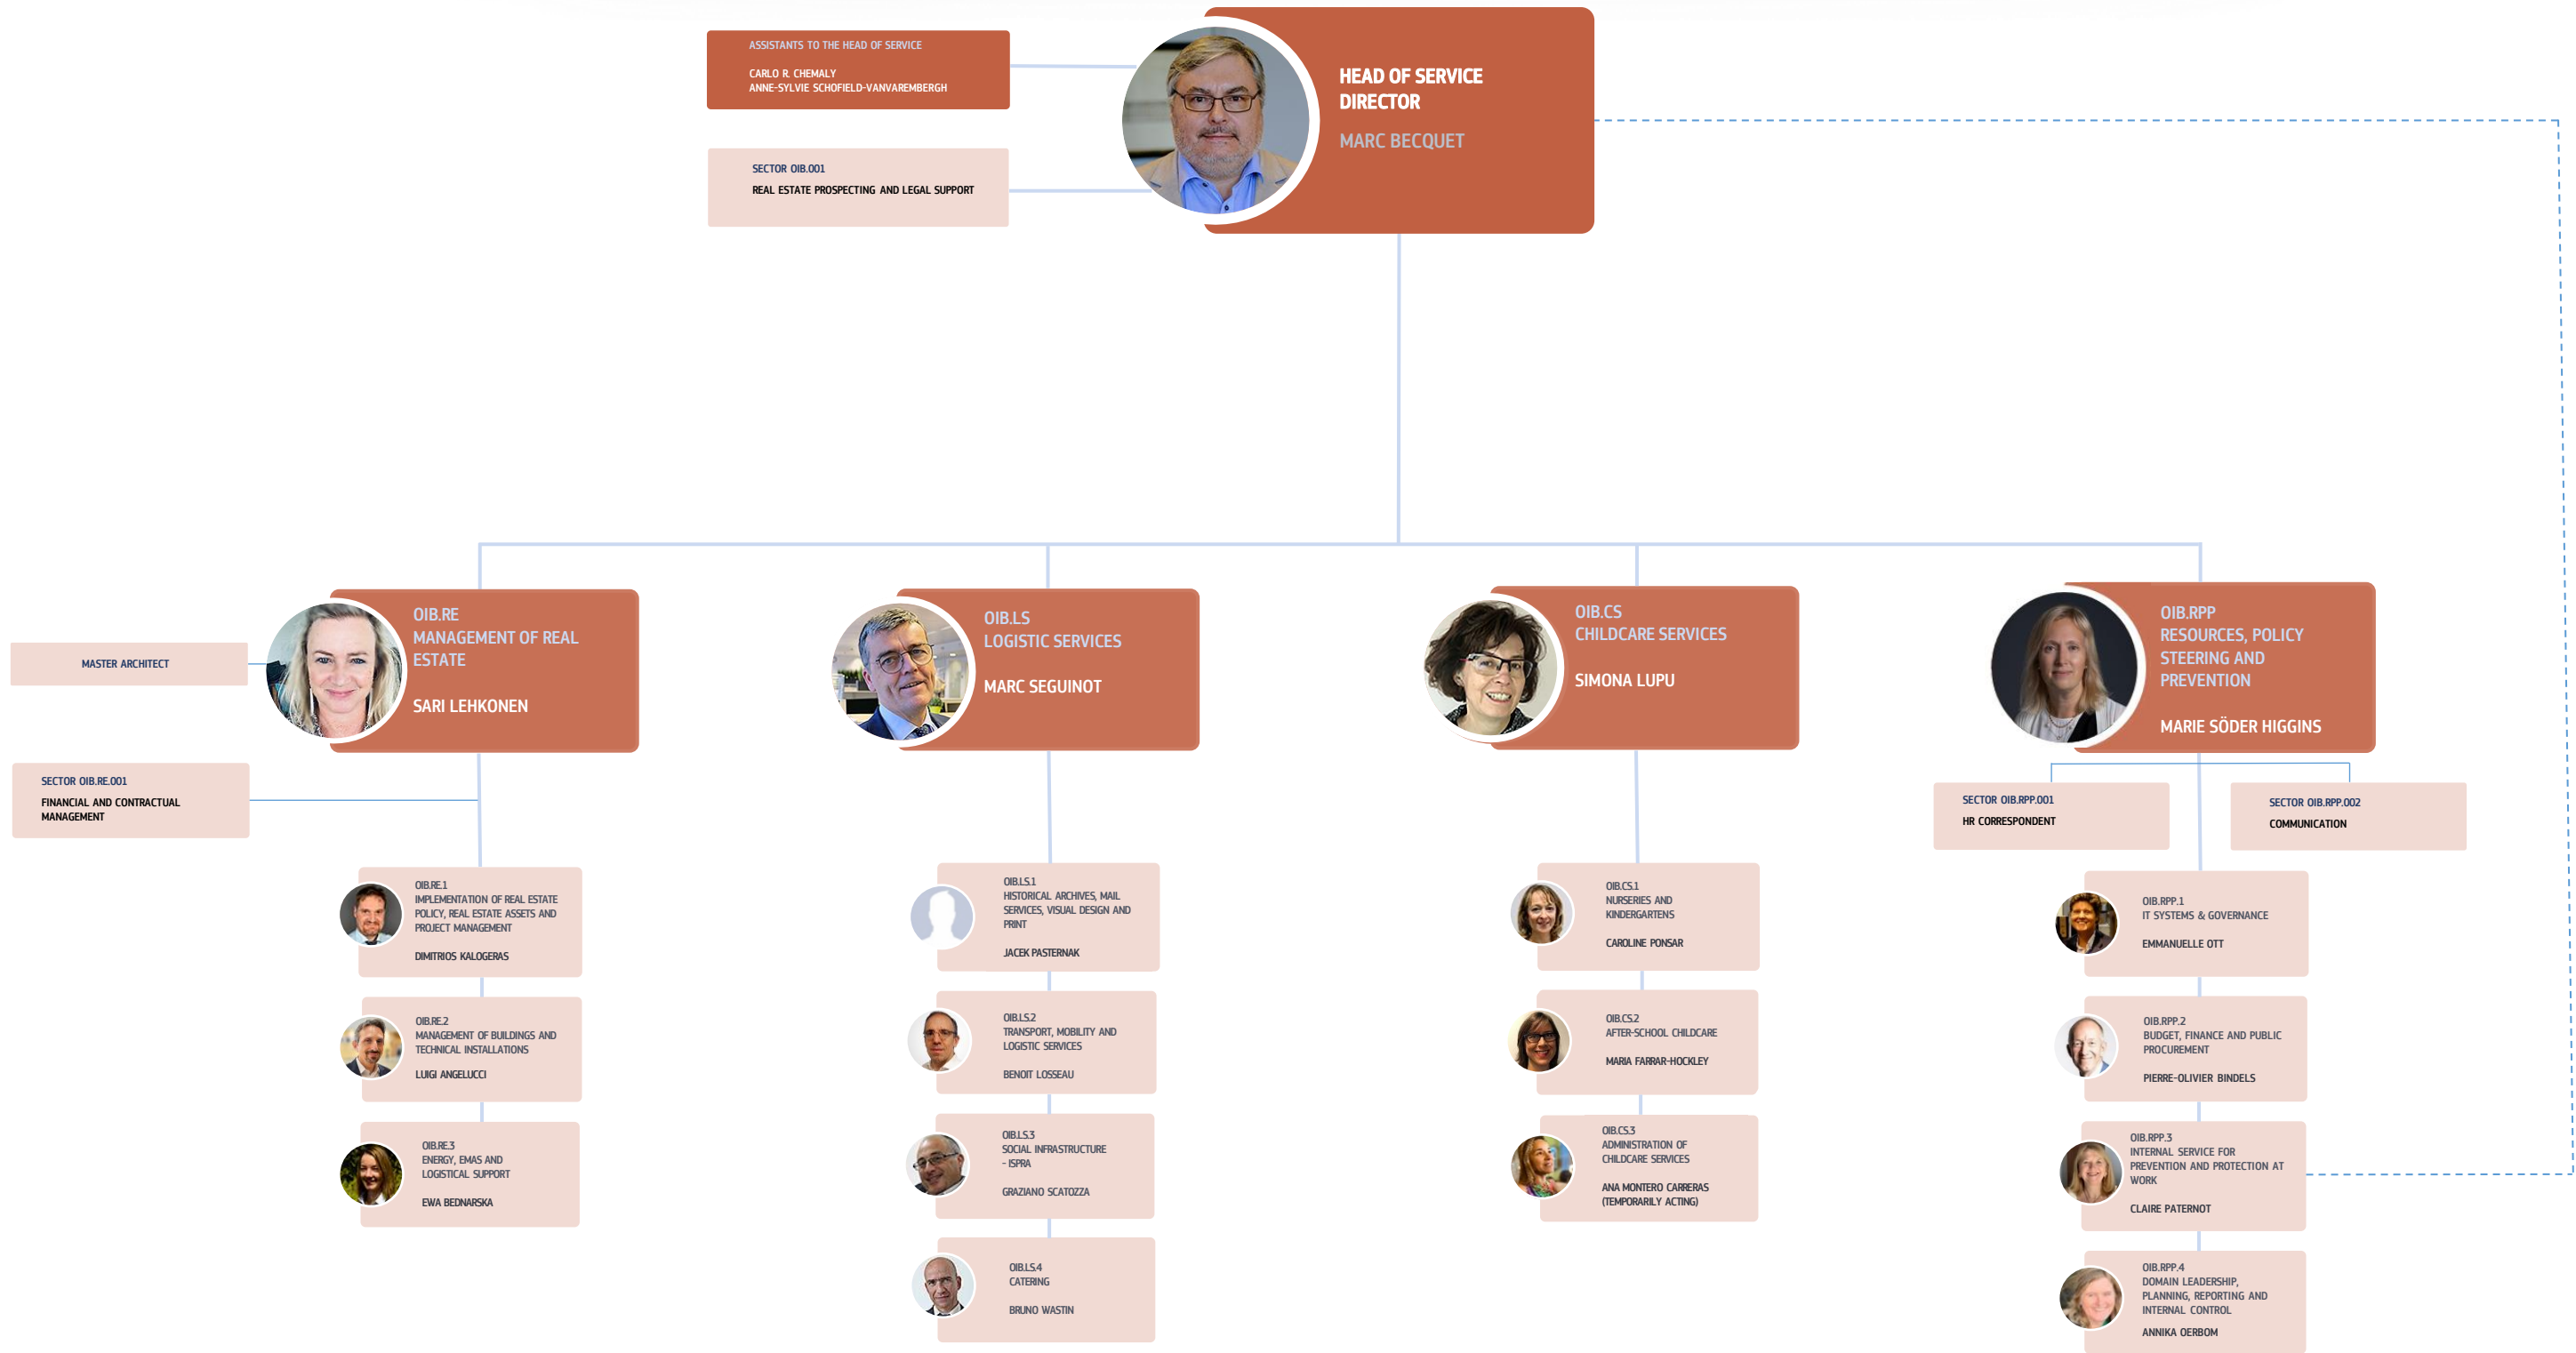 ASSISTANTS TO THE HEAD OF SERVICE
CARLO R. CHEMALY
ANNE-SYLVIE SCHOFIELD-VANVAREMBERGH
SECTOR OIB.001
REAL ESTATE PROSPECTING AND LEGAL SUPPORT
HEAD OF SERVICE
DIRECTOR
MARC BECQUET
MASTER ARCHITECT
OIB.RE
MANAGEMENT OF REAL
ESTATE
SARI LEHKONEN
SECTOR OIB.RE.001
FINANCIAL AND CONTRACTUAL
MANAGEMENT
OIB.RE.1
IMPLEMENTATION OF REAL ESTATE
POLICY, REAL ESTATE ASSETS AND
PROJECT MANAGEMENT
DIMITRIOS KALOGERAS
OIB.RE.2
MANAGEMENT OF BUILDINGS AND
TECHNICAL INSTALLATIONS
LUIGI ANGELUCCI
OIB.RE.3
ENERGY, EMAS AND
LOGISTICAL SUPPORT
EWA BEDNARSKA
OIB.LS
LOGISTIC SERVICES
MARC SEGUINOT
OIB.LS.1
HISTORICAL ARCHIVES, MAIL
SERVICES, VISUAL DESIGN AND
PRINT
JACEK PASTERNAK
OIB.LS.2
TRANSPORT, MOBILITY AND
LOGISTIC SERVICES
BENOIT LOSSEAU
OIB.LS.3
SOCIAL INFRASTRUCTURE
- ISPRA
GRAZIANO SCATOZZA
OIB.LS.4
CATERING
BRUNO WASTIN
OIB.CS
CHILDCARE SERVICES
SIMONA LUPU
OIB.CS.1
NURSERIES AND
KINDERGARTENS
CAROLINE PONSAR
OIB.CS.2
AFTER-SCHOOL CHILDCARE
MARIA FARRAR-HOCKLEY
OIB.CS.3
ADMINISTRATION OF
CHILDCARE SERVICES
ANA MONTERO CARRERAS
(TEMPORARILY ACTING)
OIB.RPP
RESOURCES, POLICY
STEERING AND
PREVENTION
MARIE SÖDER HIGGINS
SECTOR OIB.RPP.001
HR CORRESPONDENT
SECTOR OIB.RPP.002
COMMUNICATION
OIB.RPP.1
IT SYSTEMS & GOVERNANCE
EMMANUELLE OTT
OIB.RPP.2
BUDGET, FINANCE AND PUBLIC
PROCUREMENT
PIERRE-OLIVIER BINDELS
OIB.RPP.3
INTERNAL SERVICE FOR
PREVENTION AND PROTECTION AT
WORK
CLAIRE PATERNOT
OIB.RPP.4
DOMAIN LEADERSHIP,
PLANNING, REPORTING AND
INTERNAL CONTROL
ANNIKA OERBOM